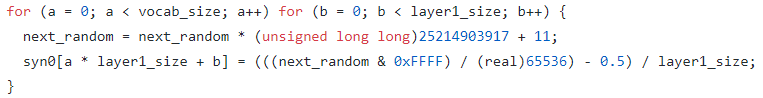 for (a = 0; a < vocab_size; a++) for (b = 0; b < layer1_size; b++) {
next_random = next_random * (unsigned long long)25214903917 + 11;
syn0[a * layer1_size + b] = (((next_random & 0xFFFF) / (real)65536) - 0.5) / layer1_size;
}